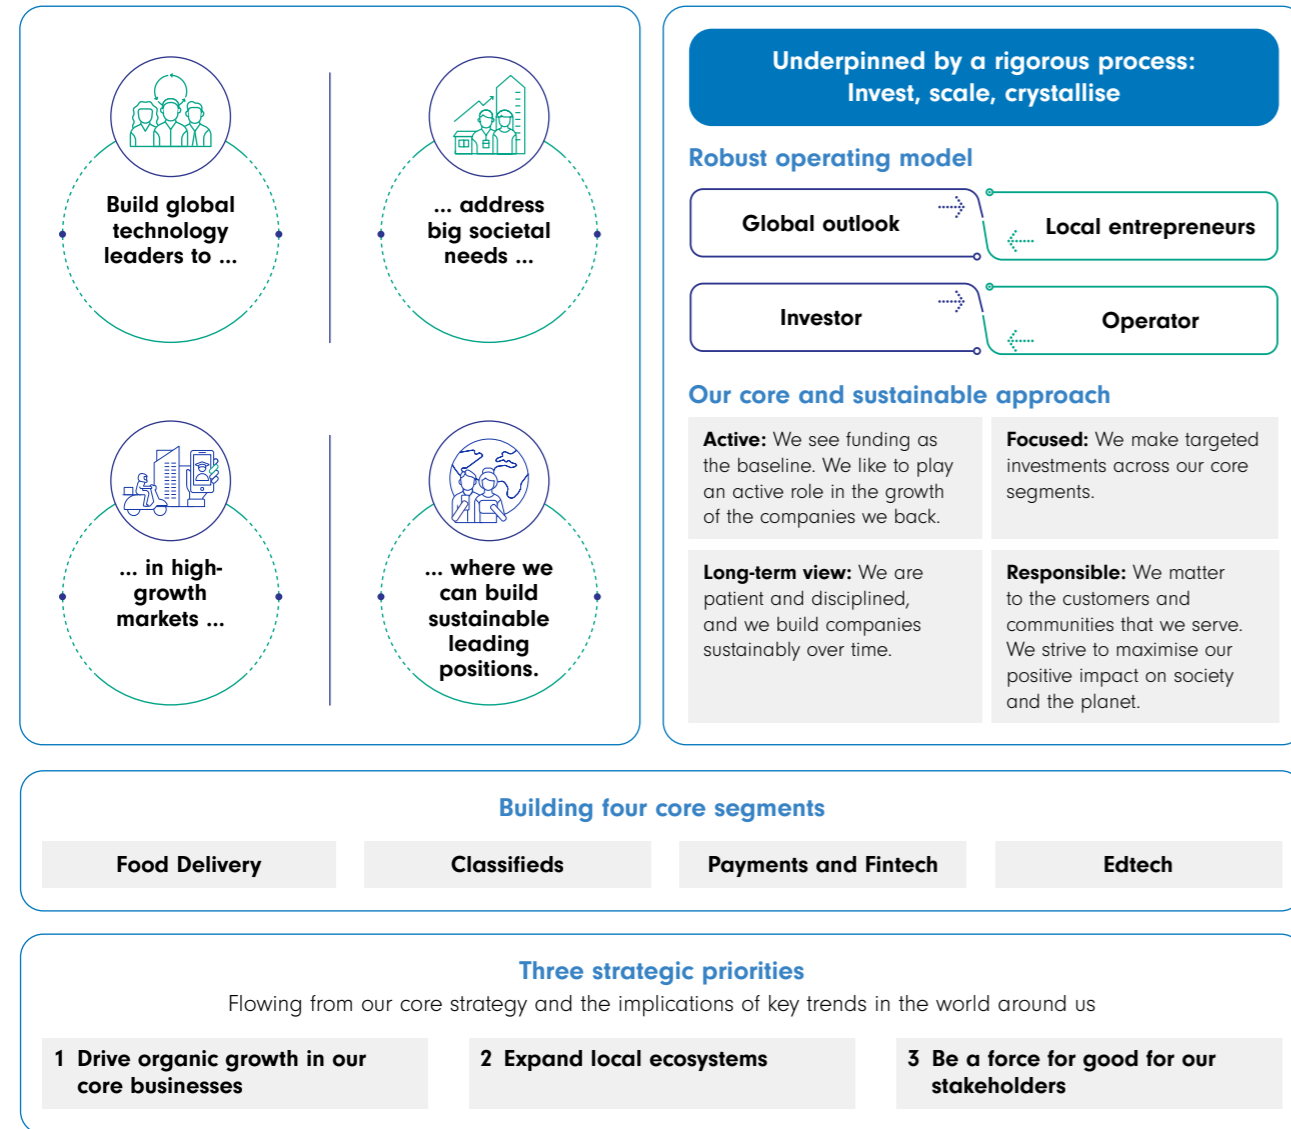 Build global
technology
leaders to ...
... address
big societal
needs ...
... in high-
growth
markets ...
... where we
can build
sustainable
leading
positions.
Underpinned by a rigorous process:
Invest, scale, crystallise
Robust operating model
Global outlook
Local entrepreneurs
Investor
Operator
Our core and sustainable approach
Active: We see funding as
the baseline. We like to play
an active role in the growth
of the companies we back.
Focused: We make targeted
investments across our core
segments.
Long-term view: We are
patient and disciplined,
and we build companies
sustainably over time.
Responsible: We matter
to the customers and
communities that we serve.
We strive to maximise our
positive impact on society
and the planet.
Building four core segments
Food Delivery
Classifieds
Payments and Fintech
Edtech
Three strategic priorities
Flowing from our core strategy and the implications of key trends in the world around us
1 Drive organic growth in our
core businesses
2 Expand local ecosystems
3 Be a force for good for our
stakeholders